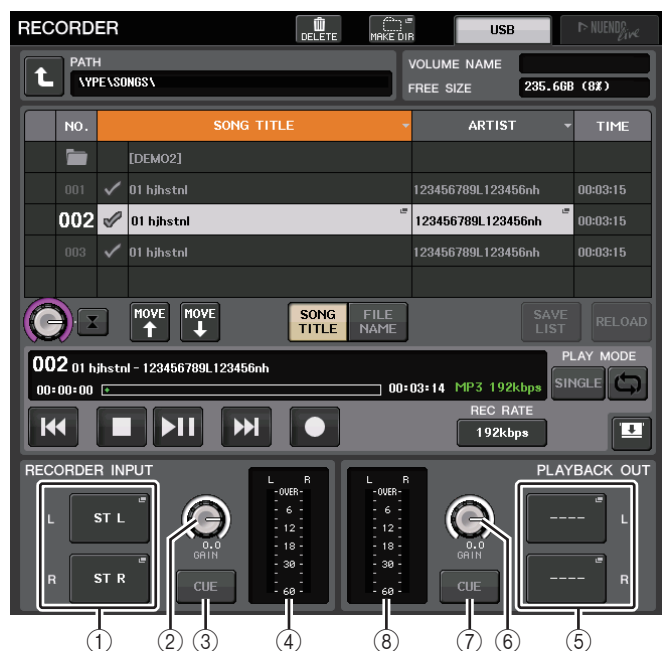 RECORDER
DELETE
MAKE DIR
USB
NUENDO Live
PATH
\YPE\SONGS\
VOLUME NAME
FREE SIZE 235.6GB (8%)
NO. SONG TITLE ARTIST TIME
[DEMO2]
001 01 hjhstnl 123456789L123456nh 00:03:15
002 01 hjhstnl 123456789L123456nh 00:03:15
003 01 hjhstnl 123456789L123456nh 00:03:15
MOVE
MOVE
SONG TITLE
FILE NAME
SAVE LIST
RELOAD
002 01 hjhstnl - 123456789L123456nh
00:00:00 00:03:14 MP3 192kbps
PLAY MODE
SINGLE
REC RATE
192kbps
RECORDER INPUT
L ST L
R ST R
0.0
GAIN
CUE
L R
-OVER-
- 6 -
- 12 -
- 18 -
- 30 -
- 60 -
L R
-OVER-
- 6 -
- 12 -
- 18 -
- 30 -
- 60 -
0.0
GAIN
CUE
PLAYBACK OUT
---- L
---- R
① ② ③ ④ ⑧ ⑦ ⑥ ⑤